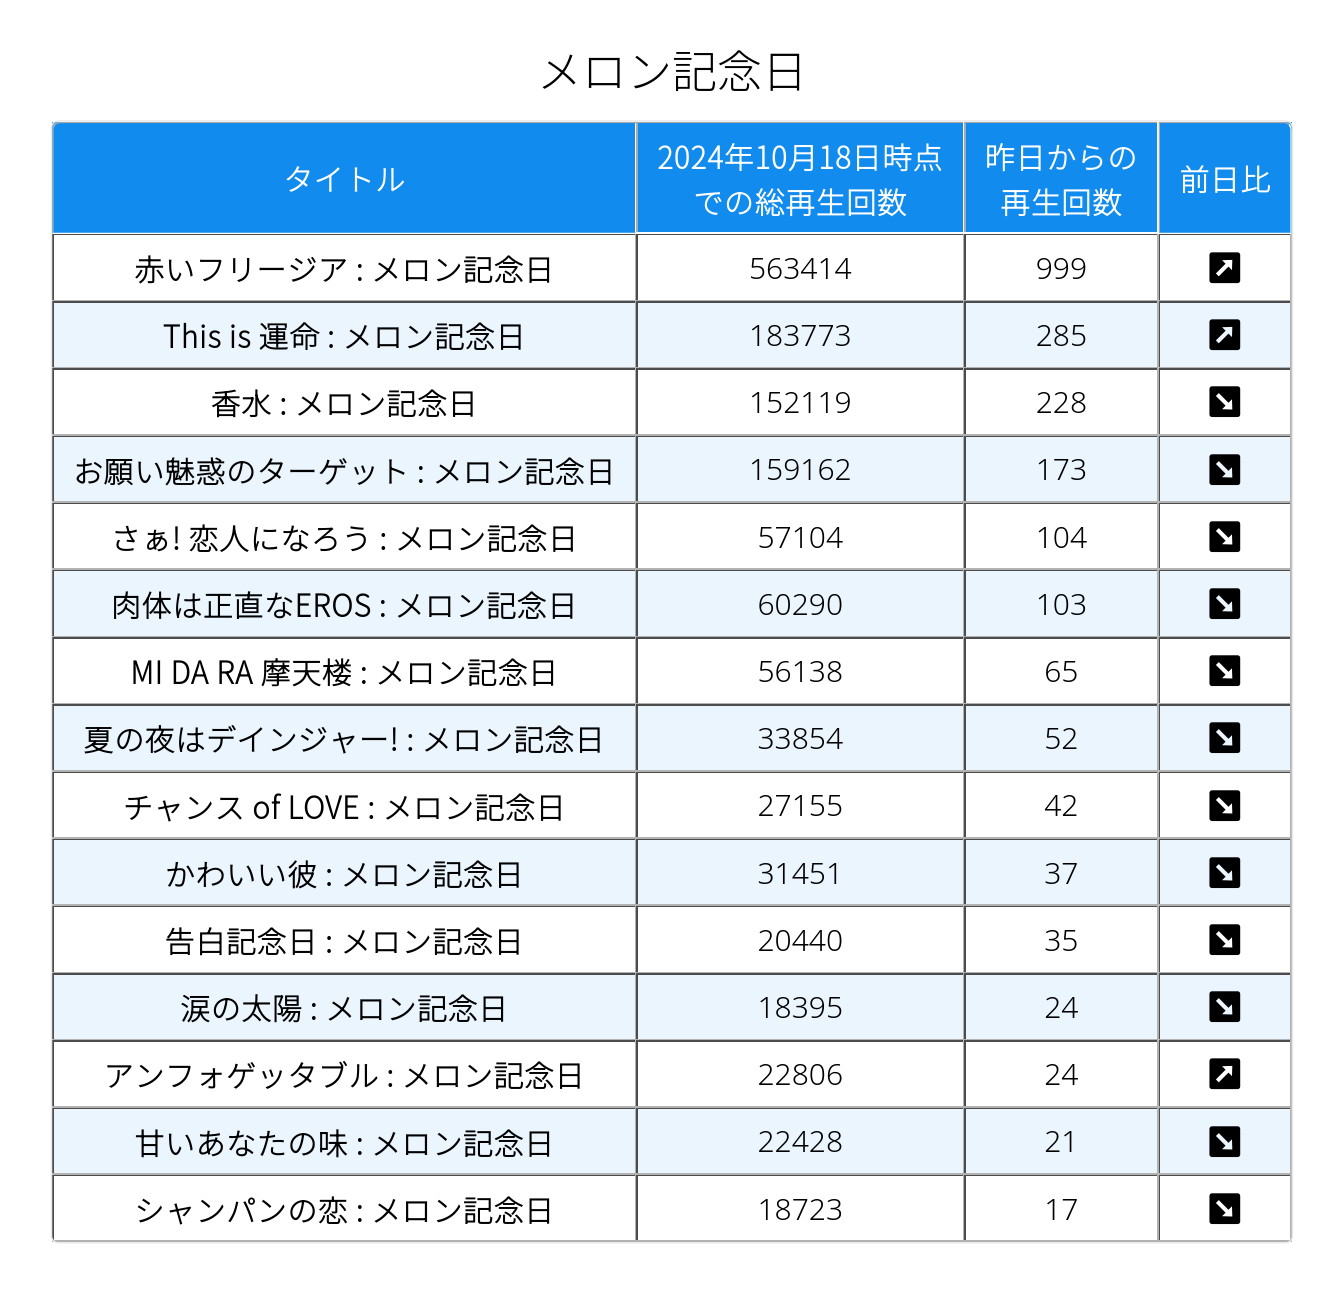 メロン記念日
タイトル
2024年10月18日時点
での総再生回数
昨日からの
再生回数
前日比
赤いフリージア : メロン記念日 563414 999
This is 運命 : メロン記念日 183773 285
香水 : メロン記念日 152119 228
お願い魅惑のターゲット : メロン記念日 159162 173
さぁ! 恋人になろう : メロン記念日 57104 104
肉体は正直なEROS : メロン記念日 60290 103
MI DA RA 摩天楼 : メロン記念日 56138 65
夏の夜はデインジャー! : メロン記念日 33854 52
チャンス of LOVE : メロン記念日 27155 42
かわいい彼 : メロン記念日 31451 37
告白記念日 : メロン記念日 20440 35
涙の太陽 : メロン記念日 18395 24
アンフォゲッタブル : メロン記念日 22806 24
甘いあなたの味 : メロン記念日 22428 21
シャンパンの恋 : メロン記念日 18723 17